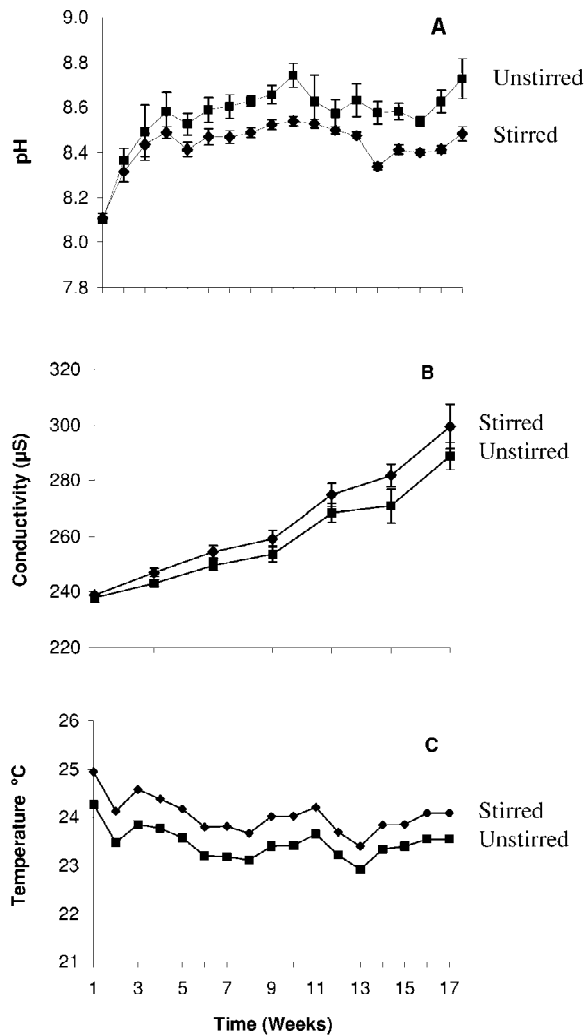 A
9.0
8.8
8.6
8.4
8.2
8.0
7.8
pH
Unstirred
Stirred
B
320
300
280
260
240
220
Conductivity (µS)
Stirred
Unstirred
C
26
25
24
23
22
21
Temperature °C
Stirred
Unstirred
1 3 5 7 9 11 13 15 17
Time (Weeks)